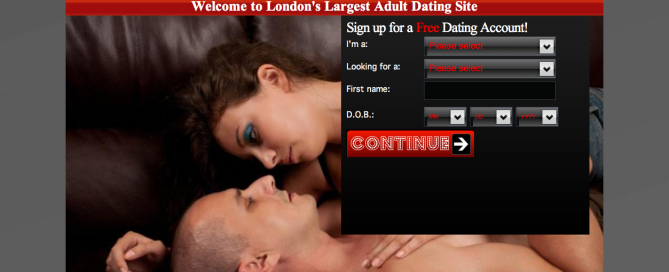 Welcome to London's Largest Adult Dating Site
Sign up for a Free Dating Account!
I'm a:
Please select
Looking for a:
Please select
First name:
D.O.B.:
CONTINUE